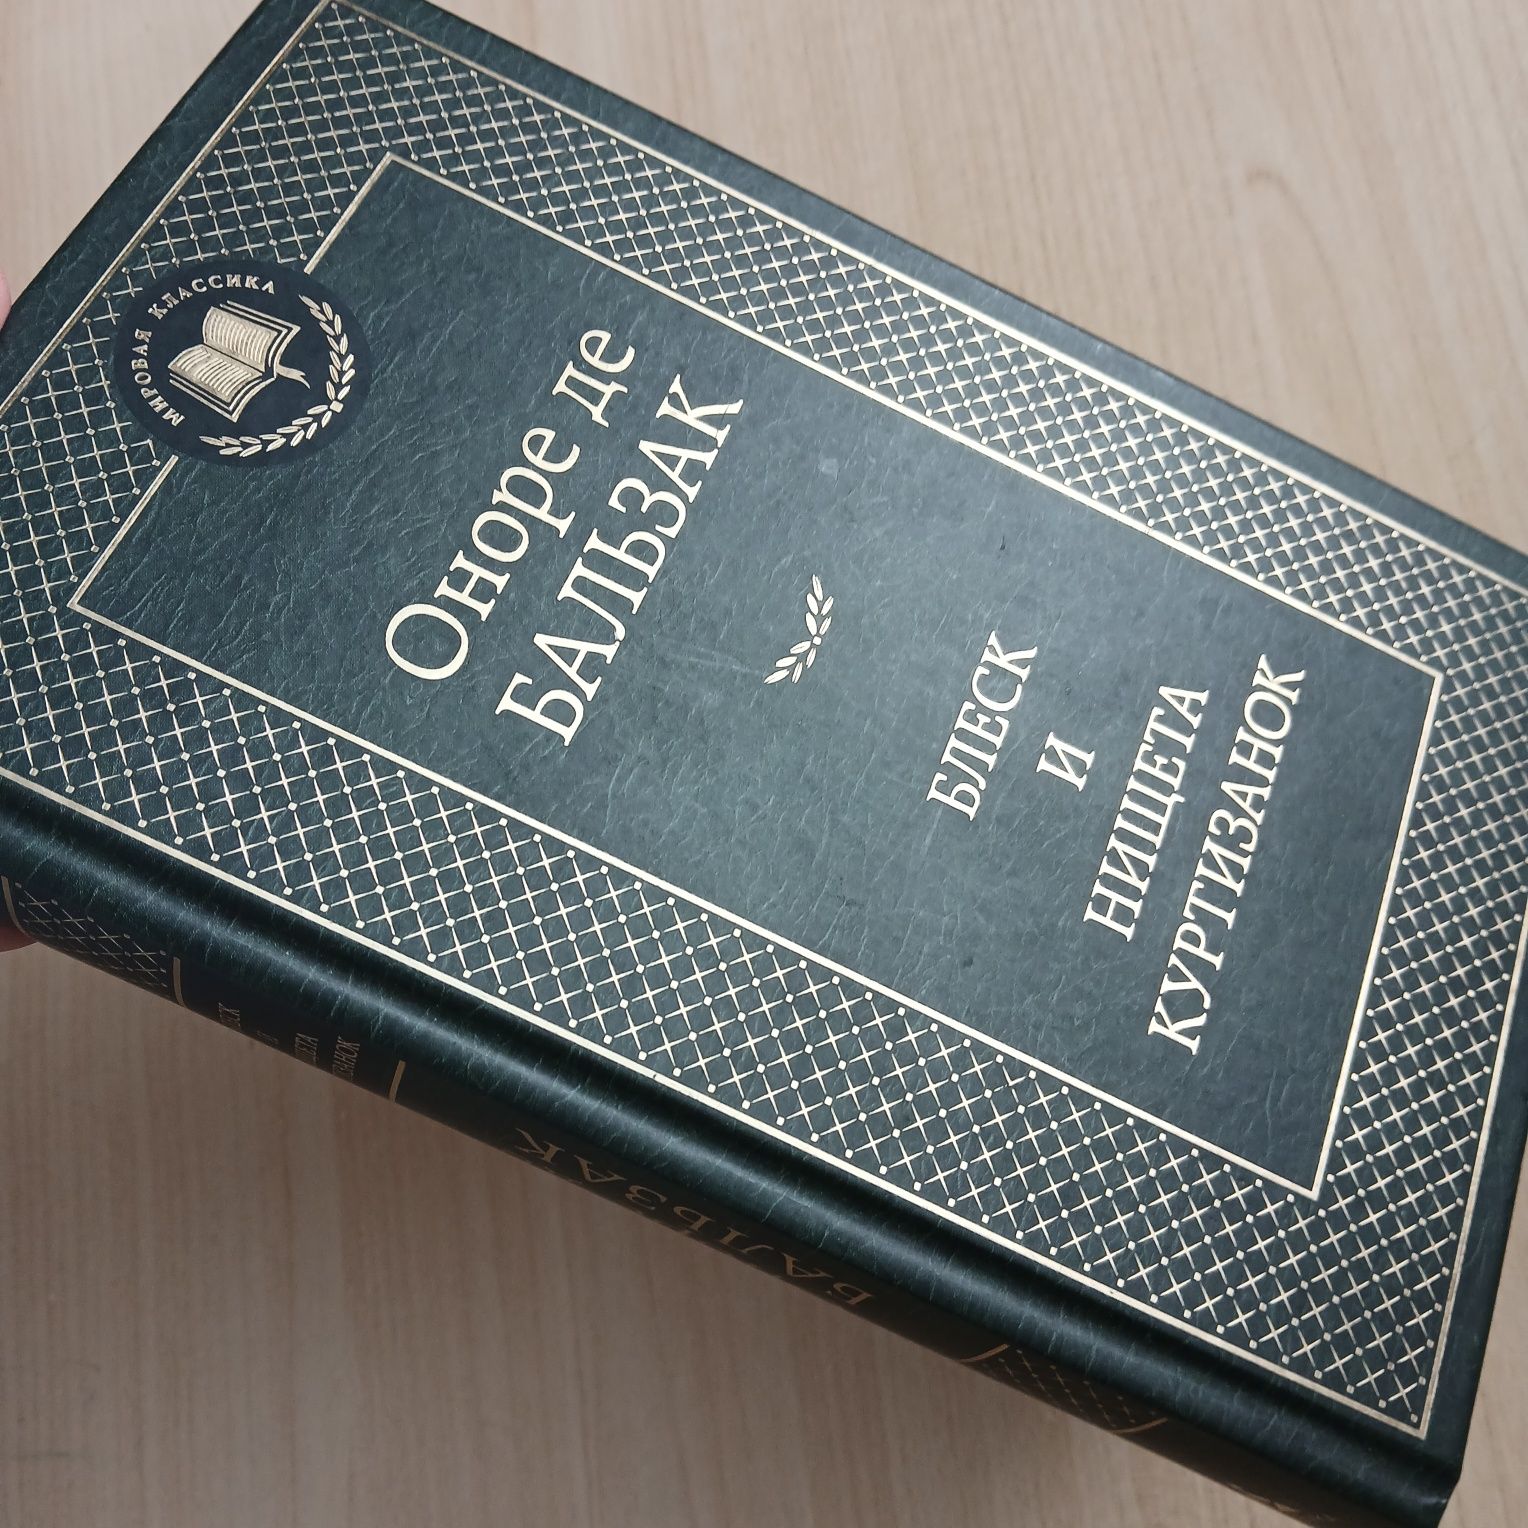 МИРОВАЯ КЛАССИКА
Оноре де
БАЛЬЗАК
БЛЕСК
И
НИЩЕТА
КУРТИЗАНОК
БАЛЬЗАК